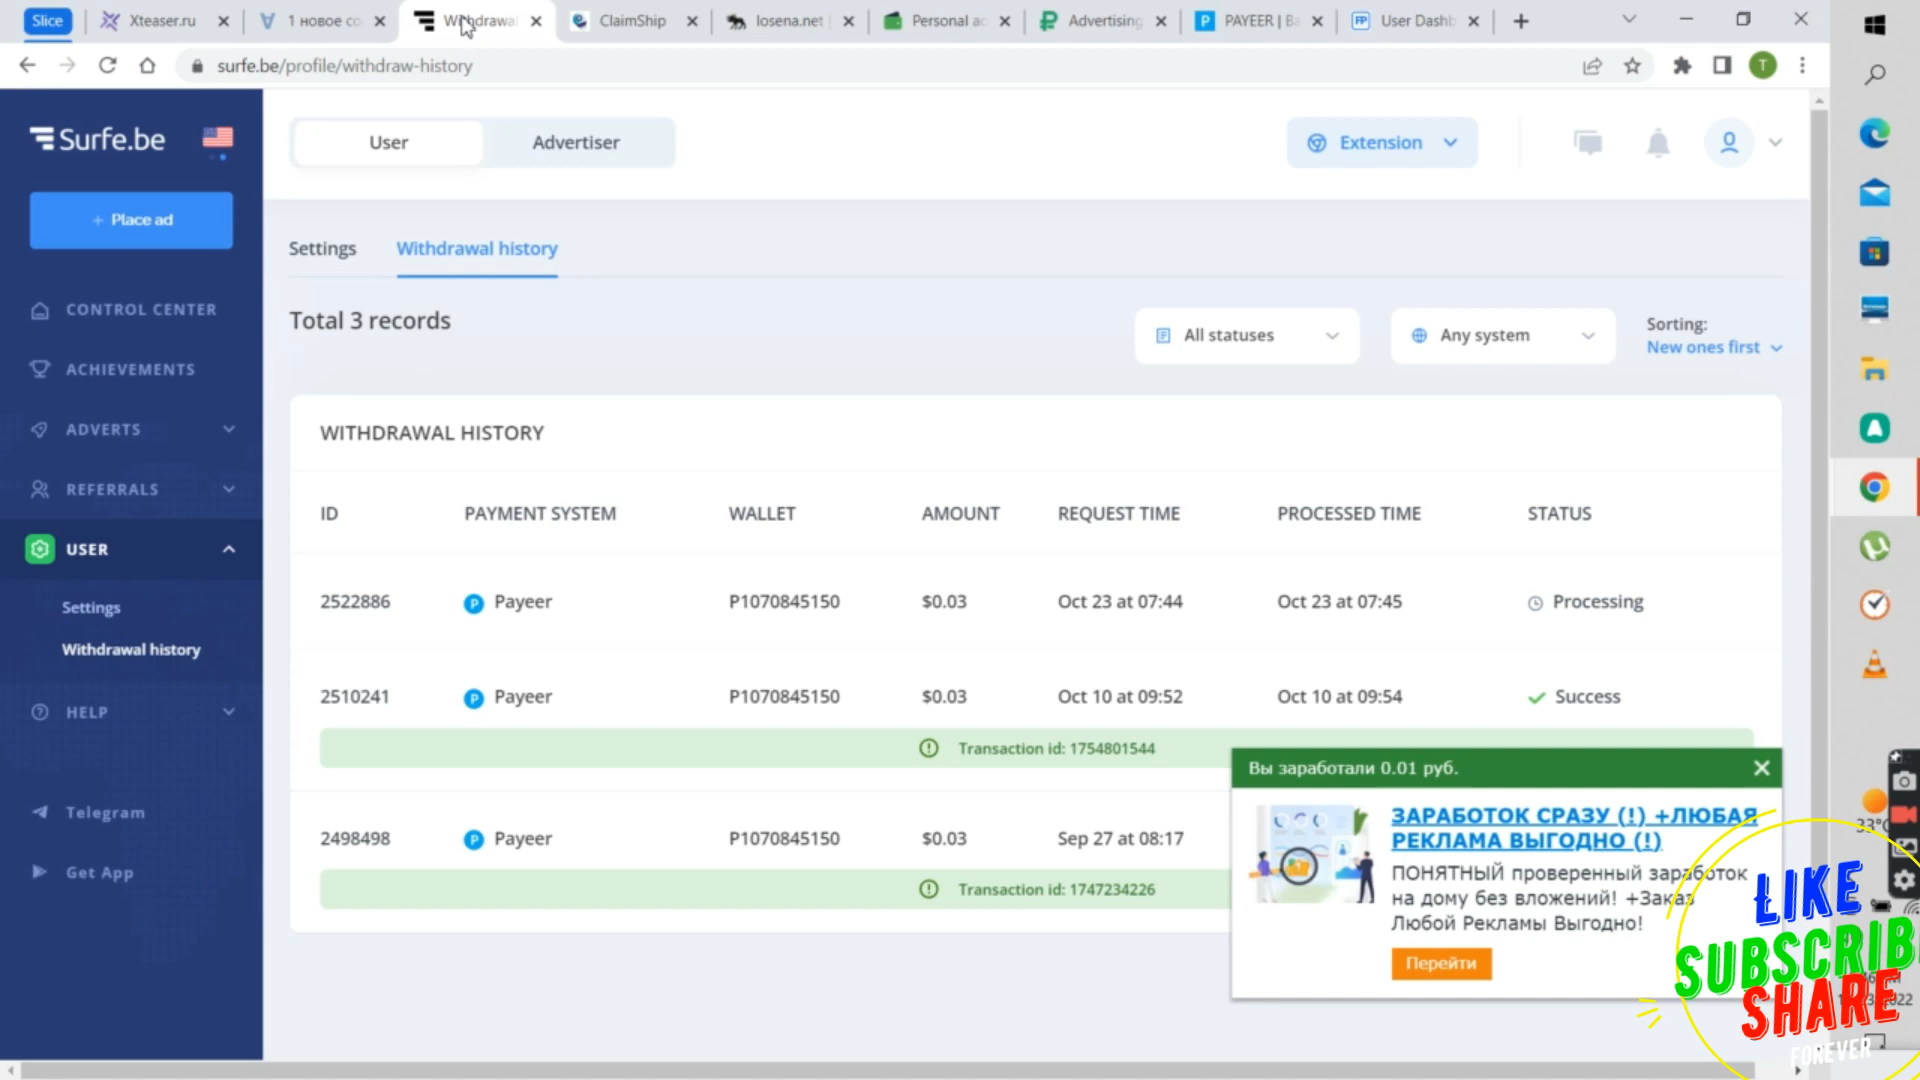 Slice
Xteaser.ru
1 новое со
Withdrawal
ClaimShip
losena.net
Personal ac
Advertising
PAYEER | Ba
User Dashb
surfe.be/profile/withdraw-history
T
Surfe.be
User
Advertiser
Extension
+ Place ad
Settings
Withdrawal history
CONTROL CENTER
Total 3 records
All statuses
Any system
Sorting:
New ones first
ACHIEVEMENTS
ADVERTS
REFERRALS
USER
Settings
Withdrawal history
HELP
Telegram
Get App
WITHDRAWAL HISTORY
ID PAYMENT SYSTEM WALLET AMOUNT REQUEST TIME PROCESSED TIME STATUS
2522886 Payeer P1070845150 $0.03 Oct 23 at 07:44 Oct 23 at 07:45 Processing
2510241 Payeer P1070845150 $0.03 Oct 10 at 09:52 Oct 10 at 09:54 Success
Transaction id: 1754801544
2498498 Payeer P1070845150 $0.03 Sep 27 at 08:17
Transaction id: 1747234226
Вы заработали 0.01 руб.
ЗАРАБОТОК СРАЗУ (!) +ЛЮБАЯ
РЕКЛАМА ВЫГОДНО (!)
ПОНЯТНЫЙ проверенный заработок
на дому без вложений! +Заказ
Любой Рекламы Выгодно!
Перейти
33°C
LIKE
SUBSCRIB
SHARE
FOREVER